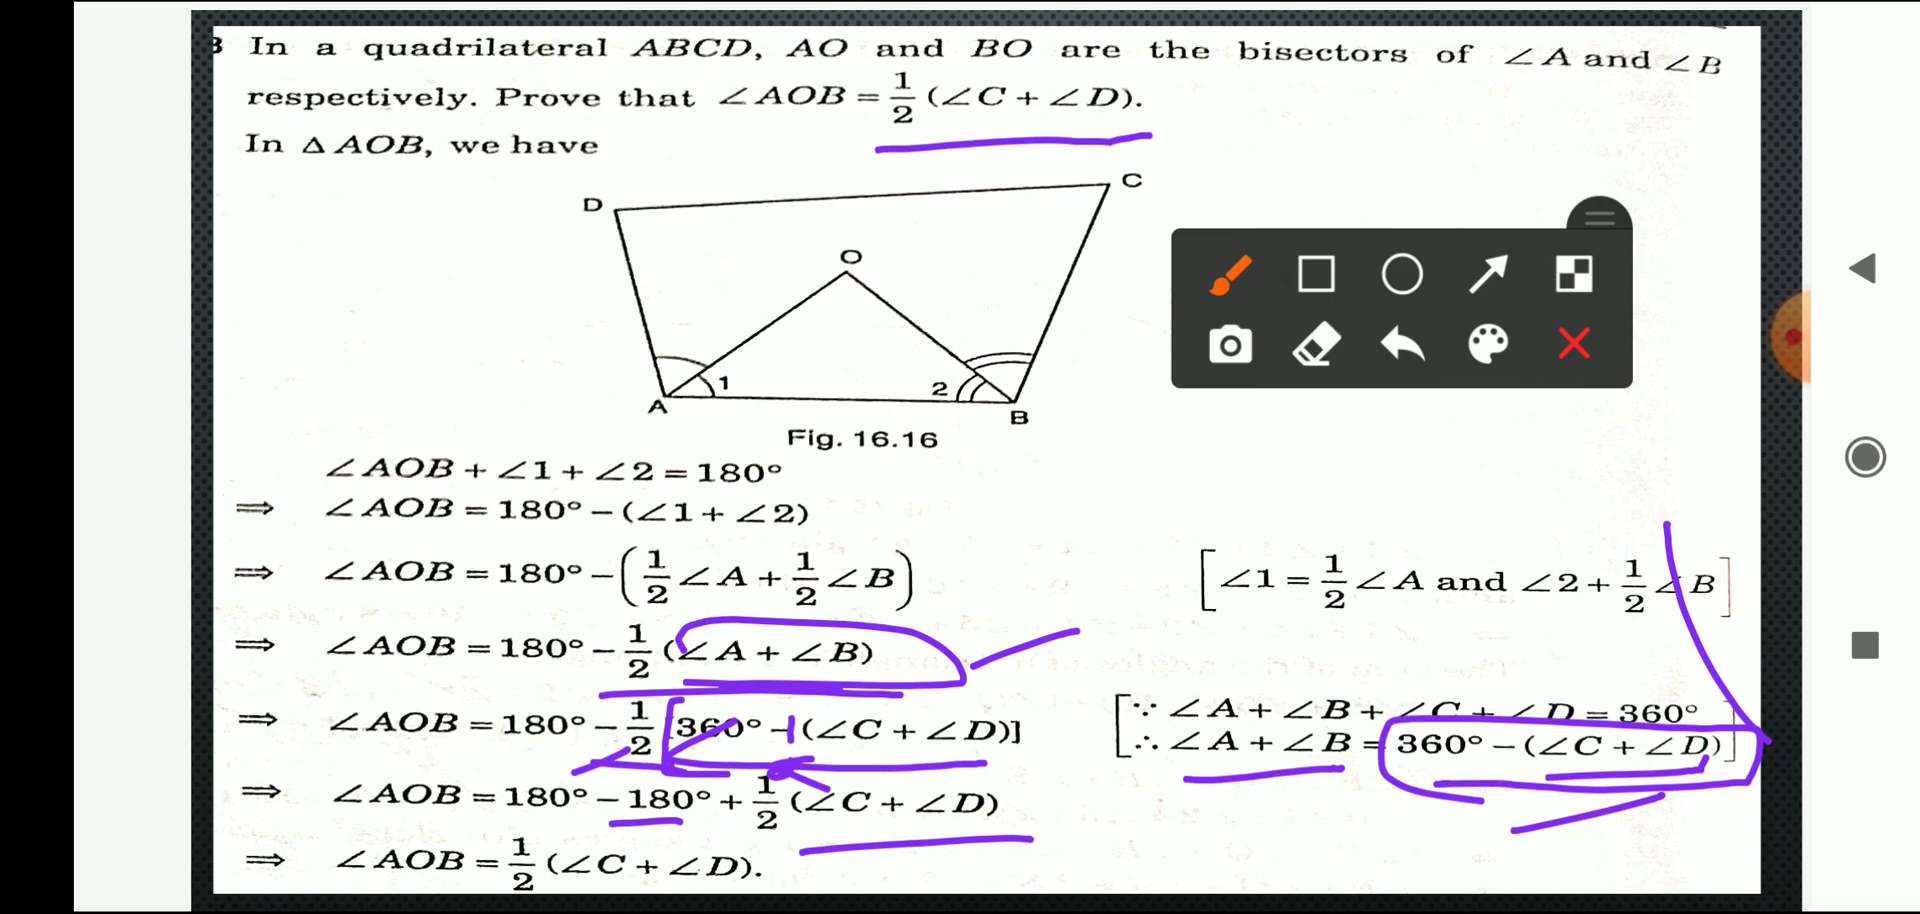 3 In a quadrilateral ABCD, AO and BO are the bisectors of ∠A and ∠B
respectively. Prove that ∠AOB = 1/2 (∠C + ∠D).
In Δ AOB, we have
D
C
O
1
2
A
B
Fig. 16.16
∠AOB + ∠1 + ∠2 = 180°
⇒ ∠AOB = 180° − (∠1 + ∠2)
⇒ ∠AOB = 180° − (1/2 ∠A + 1/2 ∠B) [∠1 = 1/2 ∠A and ∠2 + 1/2 ∠B]
⇒ ∠AOB = 180° − 1/2 (∠A + ∠B)
⇒ ∠AOB = 180° − 1/2 [360° − (∠C + ∠D)] [∵ ∠A + ∠B + ∠C + ∠D = 360°
∴ ∠A + ∠B = 360° − (∠C + ∠D)]
⇒ ∠AOB = 180° − 180° + 1/2 (∠C + ∠D)
⇒ ∠AOB = 1/2 (∠C + ∠D).